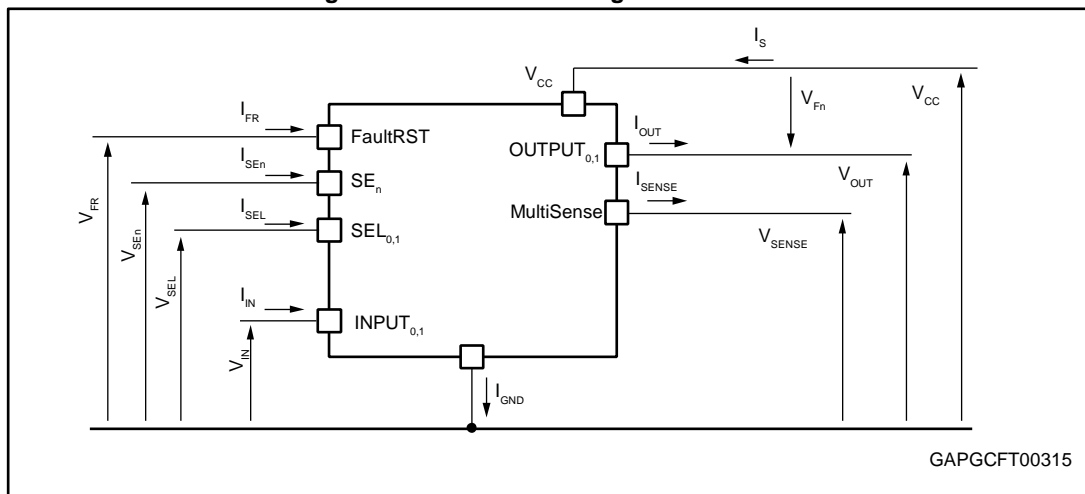 I_S
V_CC
V_Fn
V_CC
I_FR
FaultRST
I_OUT
OUTPUT_0,1
I_SEn
SE_n
V_OUT
I_SENSE
MultiSense
I_SEL
SEL_0,1
V_FR
V_SEn
V_SENSE
V_SEL
I_IN
INPUT_0,1
V_IN
I_GND
GAPGCFT00315